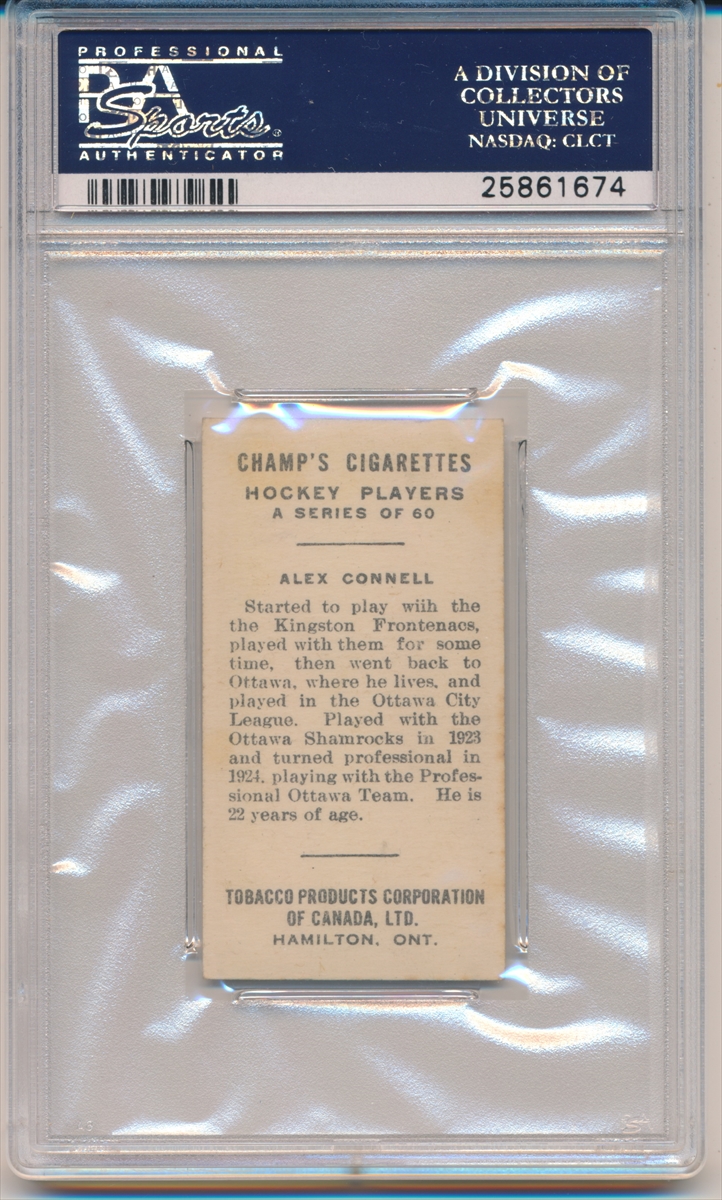 PROFESSIONAL
PSA
Sports
AUTHENTICATOR
A DIVISION OF
COLLECTORS
UNIVERSE
NASDAQ: CLCT
25861674
CHAMP'S CIGARETTES
HOCKEY PLAYERS
A SERIES OF 60
ALEX CONNELL
Started to play wiih the
the Kingston Frontenacs,
played with them for some
time, then went back to
Ottawa, where he lives, and
played in the Ottawa City
League. Played with the
Ottawa Shamrocks in 1923
and turned professional in
1924, playing with the Profes-
sional Ottawa Team. He is
22 years of age.
TOBACCO PRODUCTS CORPORATION
OF CANADA, LTD.
HAMILTON, ONT.